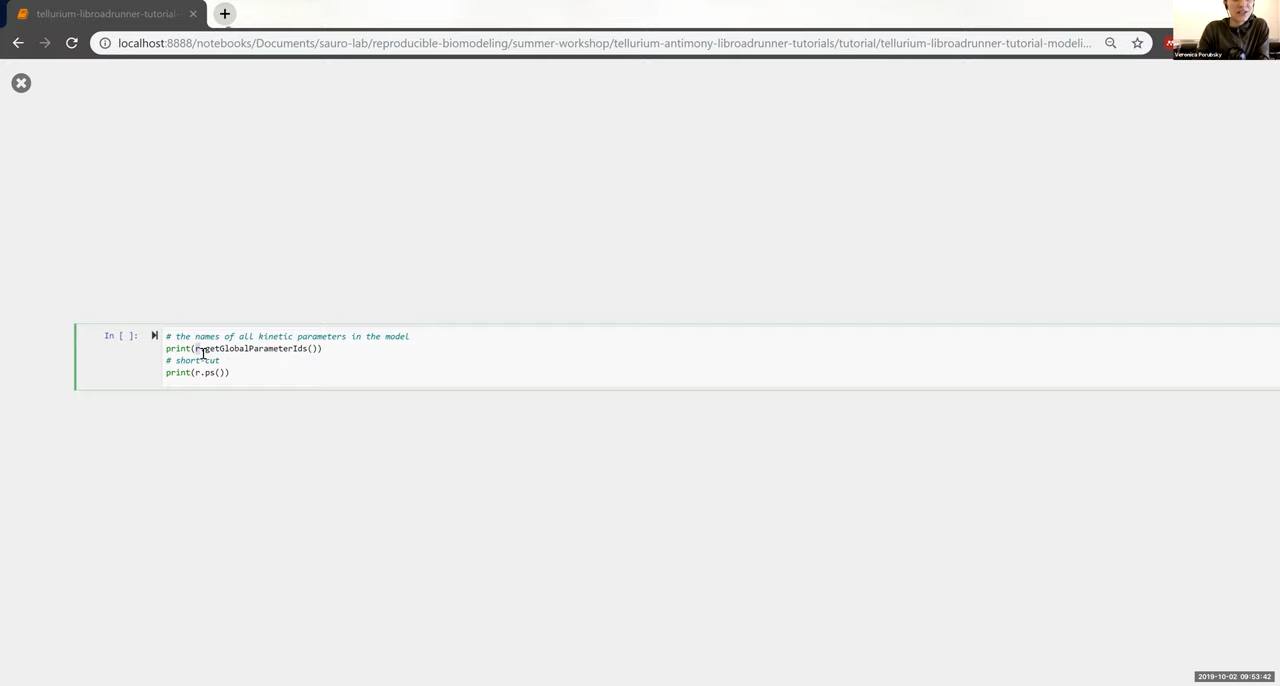 tellurium-libroadrunner-tutorial-
localhost:8888/notebooks/Documents/sauro-lab/reproducible-biomodeling/summer-workshop/tellurium-antimony-libroadrunner-tutorials/tutorial/tellurium-libroadrunner-tutorial-modeli...
Veronica Porubsky
In [ ]:
# the names of all kinetic parameters in the model
print(r.getGlobalParameterIds())
# short-cut
print(r.ps())
2019-10-02 09:53:42